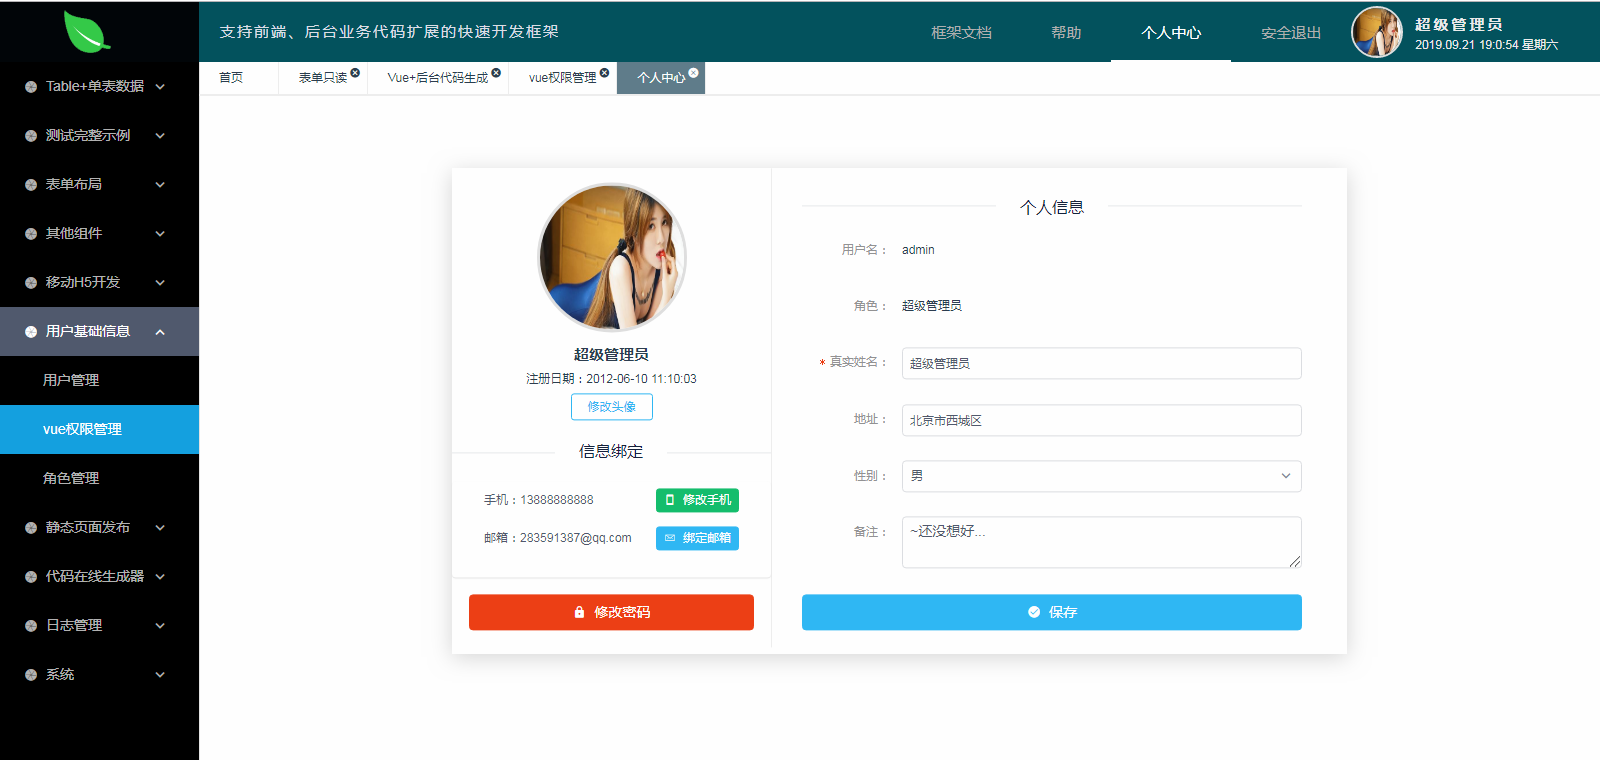 支持前端、后台业务代码扩展的快速开发框架
框架文档
帮助
个人中心
安全退出
超级管理员
2019.09.21 19:0:54 星期六
首页
表单只读
Vue+后台代码生成
vue权限管理
个人中心
Table+单表数据
测试完整示例
表单布局
其他组件
移动H5开发
用户基础信息
用户管理
vue权限管理
角色管理
静态页面发布
代码在线生成器
日志管理
系统
超级管理员
注册日期：2012-06-10 11:10:03
修改头像
信息绑定
手机：13888888888
修改手机
邮箱：283591387@qq.com
绑定邮箱
修改密码
个人信息
用户名： admin
角色： 超级管理员
* 真实姓名： 超级管理员
地址： 北京市西城区
性别： 男
备注： ~还没想好...
保存